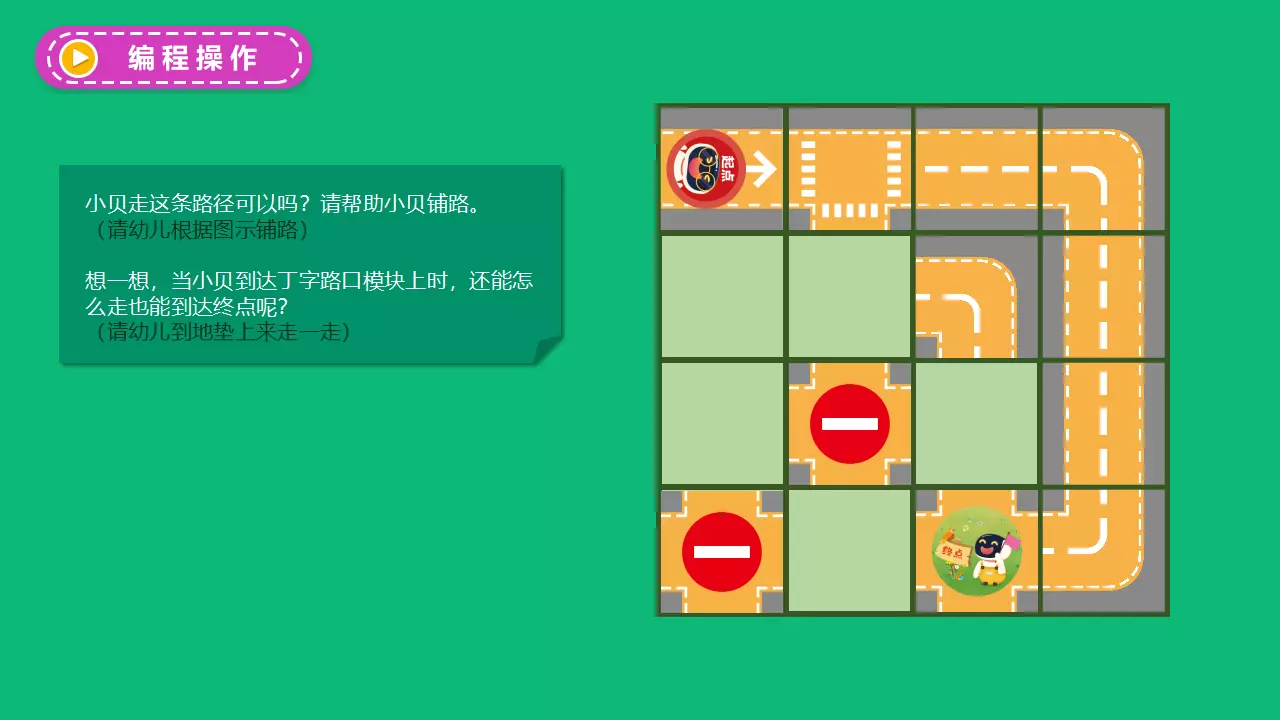 编程操作
小贝走这条路径可以吗？请帮助小贝铺路。
（请幼儿根据图示铺路）
想一想，当小贝到达丁字路口模块上时，还能怎
么走也能到达终点呢？
（请幼儿到地垫上来走一走）
起点
终点